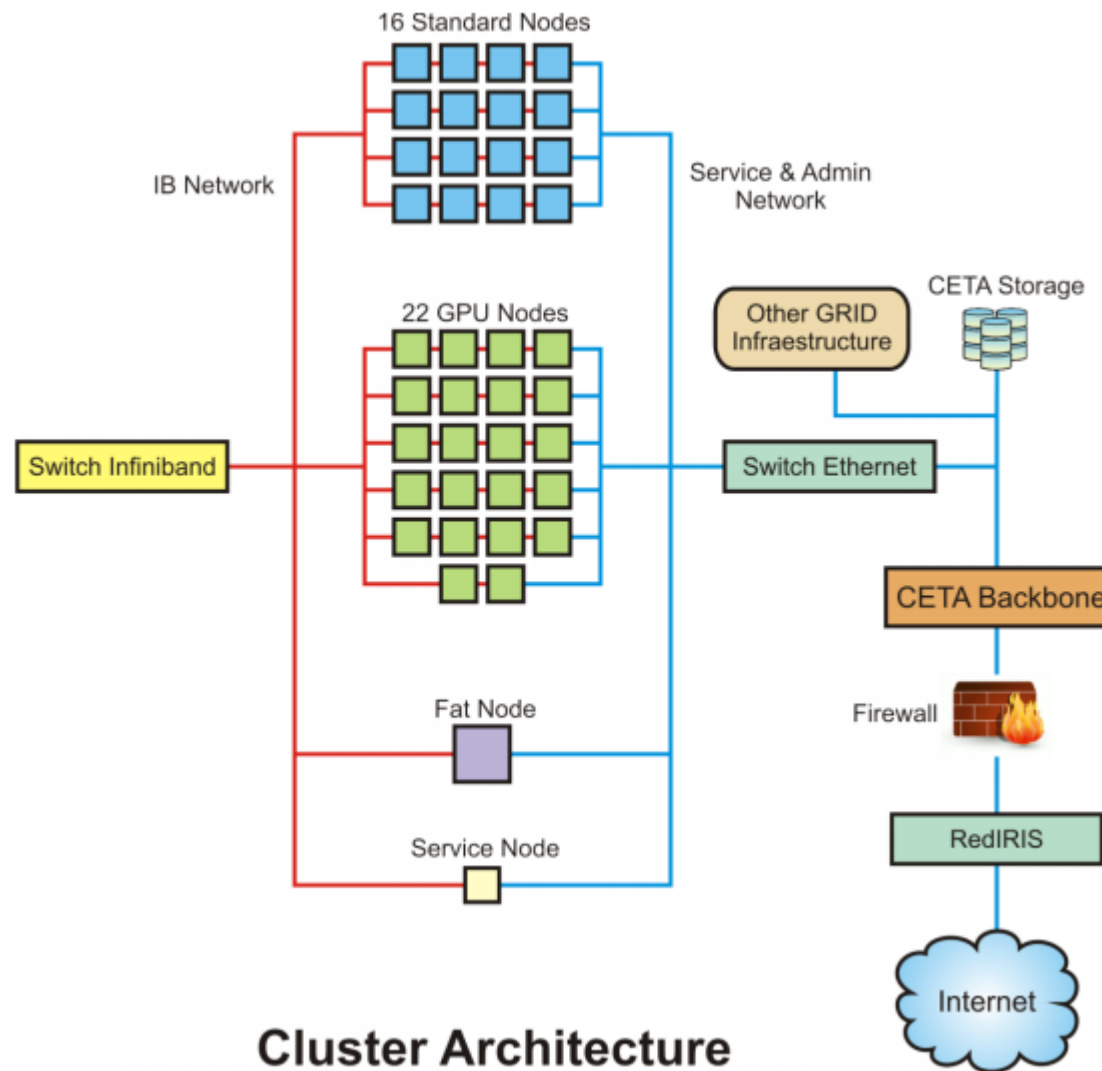 16 Standard Nodes
IB Network
Service & Admin
Network
22 GPU Nodes
Other GRID
Infraestructure
CETA Storage
Switch Infiniband
Switch Ethernet
CETA Backbone
Fat Node
Firewall
Service Node
RedIRIS
Internet
Cluster Architecture